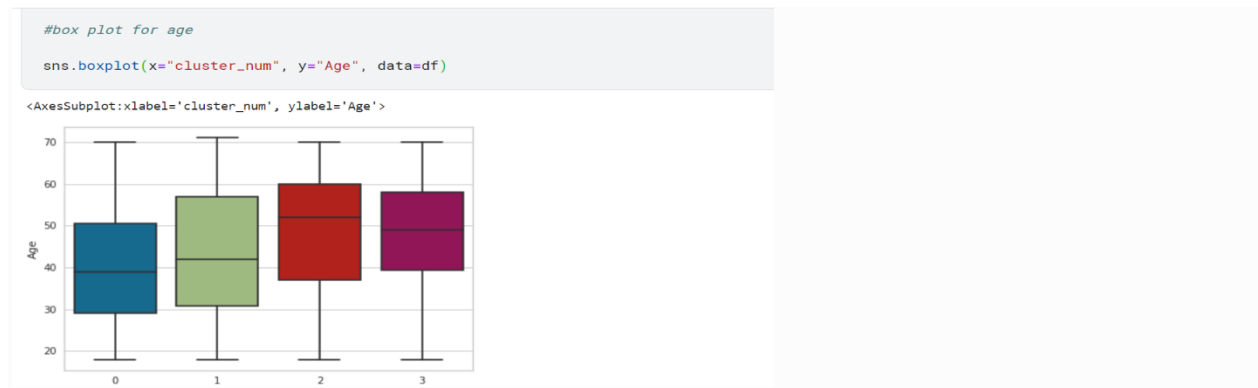 #box plot for age
sns.boxplot(x="cluster_num", y="Age", data=df)
<AxesSubplot:xlabel='cluster_num', ylabel='Age'>
70
60
50
40
30
20
Age
0 1 2 3